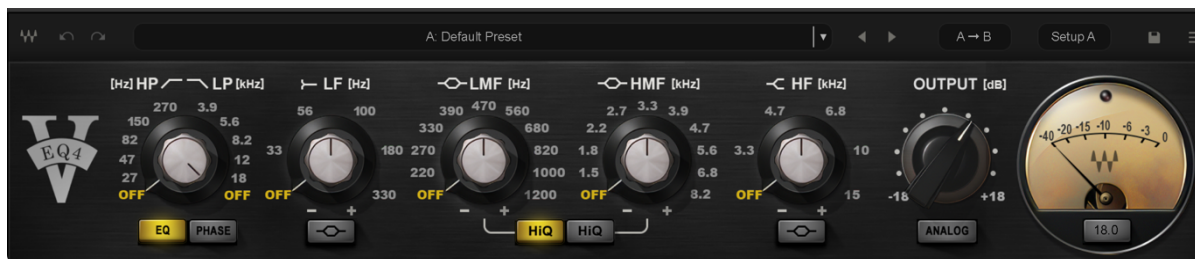 A: Default Preset
A→B
Setup A
[Hz] HP LP [kHz]
LF [Hz]
LMF [Hz]
HMF [kHz]
HF [kHz]
OUTPUT [dB]
270 3.9
150 5.6
82 8.2
47 12
27 18
OFF OFF
56 100
33 180
OFF 330
- +
390 470 560
330 680
270 820
220 1000
OFF 1200
- +
2.7 3.3 3.9
2.2 4.7
1.8 5.6
1.5 6.8
OFF 8.2
- +
4.7 6.8
3.3 10
OFF 15
- +
-18 +18
-40 -20 -15 -10 -6 -3 0
V
EQ4
EQ PHASE
HiQ HiQ
ANALOG
18.0